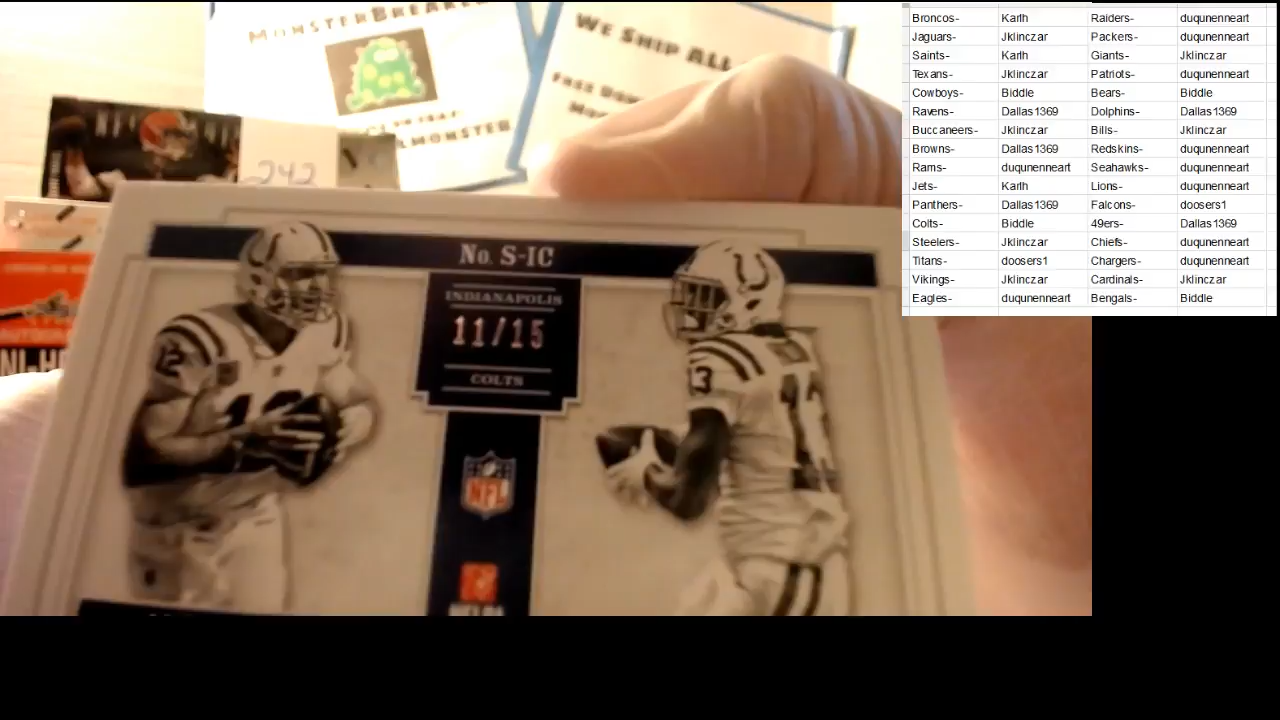 MONSTERBREAK
WE SHIP ALL
FREE
MONSTER
242
No. S-IC
INDIANAPOLIS
11/15
COLTS
NFL
12
13
Broncos- Karlh Raiders- duqunenneart
Jaguars- Jklinczar Packers- duqunenneart
Saints- Karlh Giants- Jklinczar
Texans- Jklinczar Patriots- duqunenneart
Cowboys- Biddle Bears- Biddle
Ravens- Dallas1369 Dolphins- Dallas1369
Buccaneers- Jklinczar Bills- Jklinczar
Browns- Dallas1369 Redskins- duqunenneart
Rams- duqunenneart Seahawks- duqunenneart
Jets- Karlh Lions- duqunenneart
Panthers- Dallas1369 Falcons- doosers1
Colts- Biddle 49ers- Dallas1369
Steelers- Jklinczar Chiefs- duqunenneart
Titans- doosers1 Chargers- duqunenneart
Vikings- Jklinczar Cardinals- Jklinczar
Eagles- duqunenneart Bengals- Biddle